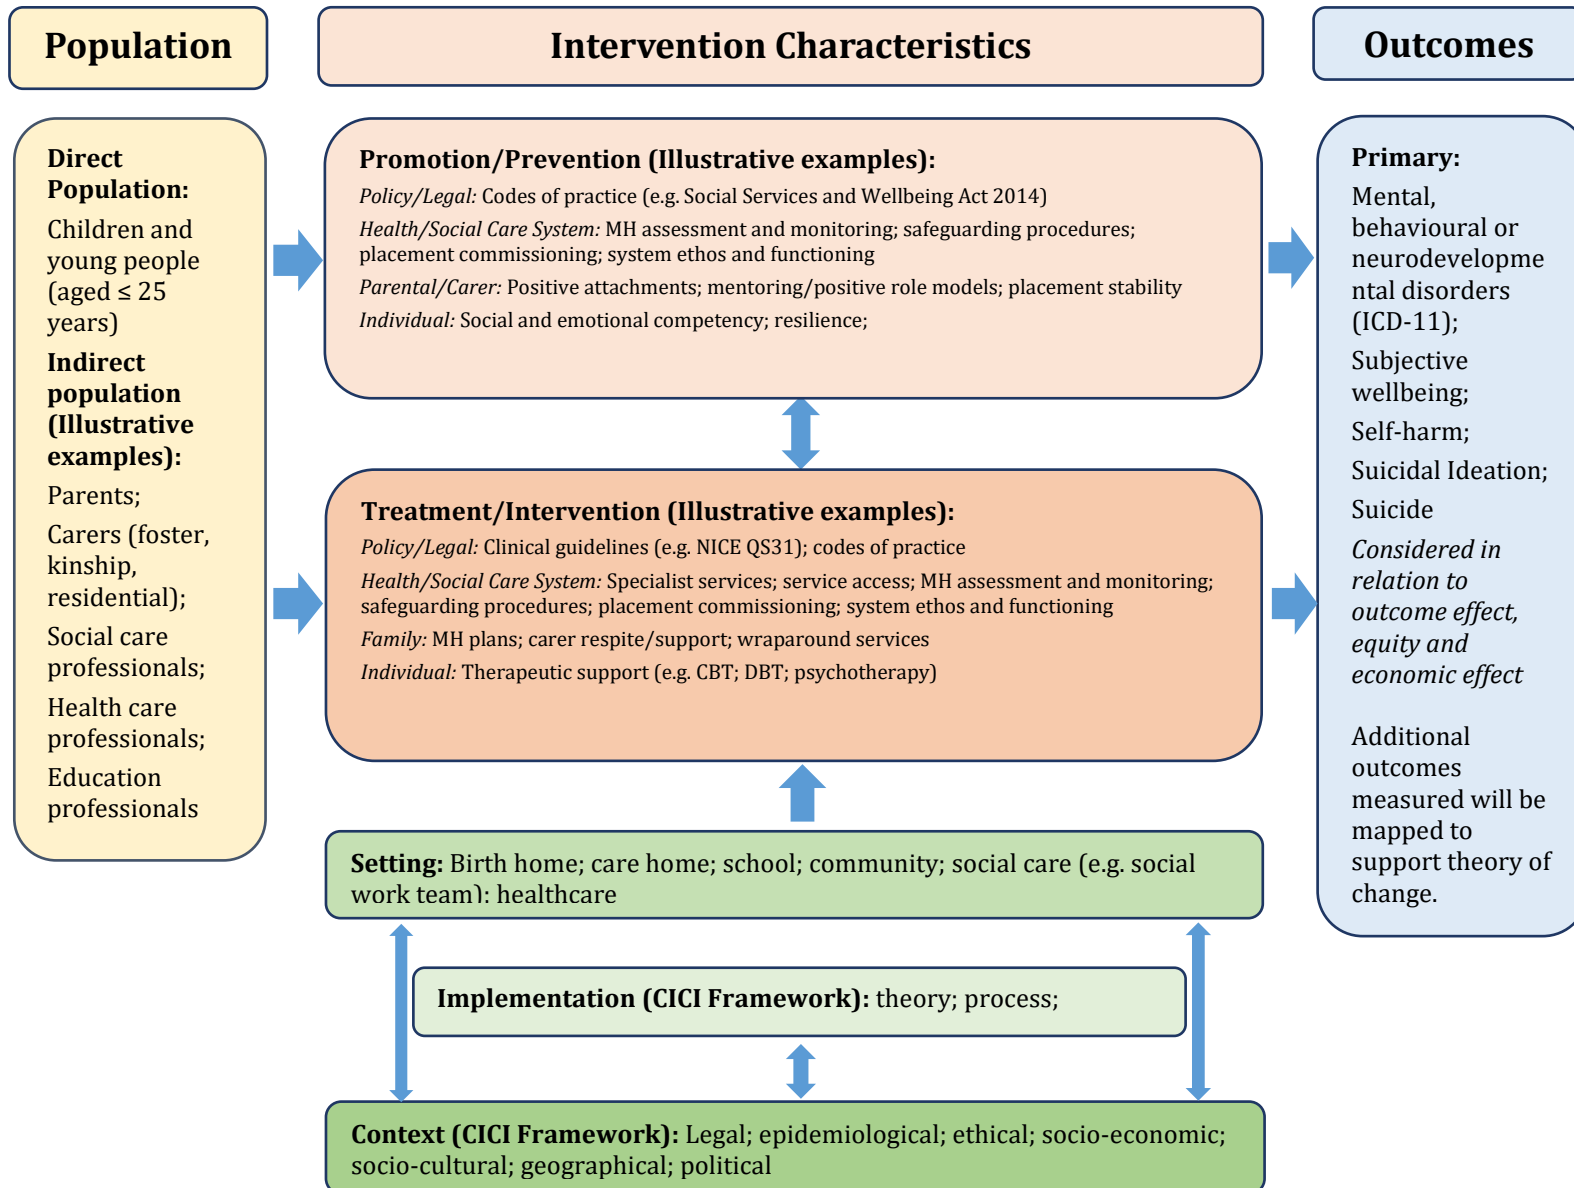 Population
Intervention Characteristics
Outcomes
Direct
Population:
Children and
young people
(aged ≤ 25
years)
Indirect
population
(Illustrative
examples):
Parents;
Carers (foster,
kinship,
residential);
Social care
professionals;
Health care
professionals;
Education
professionals
Promotion/Prevention (Illustrative examples):
Policy/Legal: Codes of practice (e.g. Social Services and Wellbeing Act 2014)
Health/Social Care System: MH assessment and monitoring; safeguarding procedures;
placement commissioning; system ethos and functioning
Parental/Carer: Positive attachments; mentoring/positive role models; placement stability
Individual: Social and emotional competency; resilience;
Treatment/Intervention (Illustrative examples):
Policy/Legal: Clinical guidelines (e.g. NICE QS31); codes of practice
Health/Social Care System: Specialist services; service access; MH assessment and monitoring;
safeguarding procedures; placement commissioning; system ethos and functioning
Family: MH plans; carer respite/support; wraparound services
Individual: Therapeutic support (e.g. CBT; DBT; psychotherapy)
Setting: Birth home; care home; school; community; social care (e.g. social
work team); healthcare
Implementation (CICI Framework): theory; process;
Context (CICI Framework): Legal; epidemiological; ethical; socio-economic;
socio-cultural; geographical; political
Primary:
Mental,
behavioural or
neurodevelopme
ntal disorders
(ICD-11);
Subjective
wellbeing;
Self-harm;
Suicidal Ideation;
Suicide
Considered in
relation to
outcome effect,
equity and
economic effect
Additional
outcomes
measured will be
mapped to
support theory of
change.